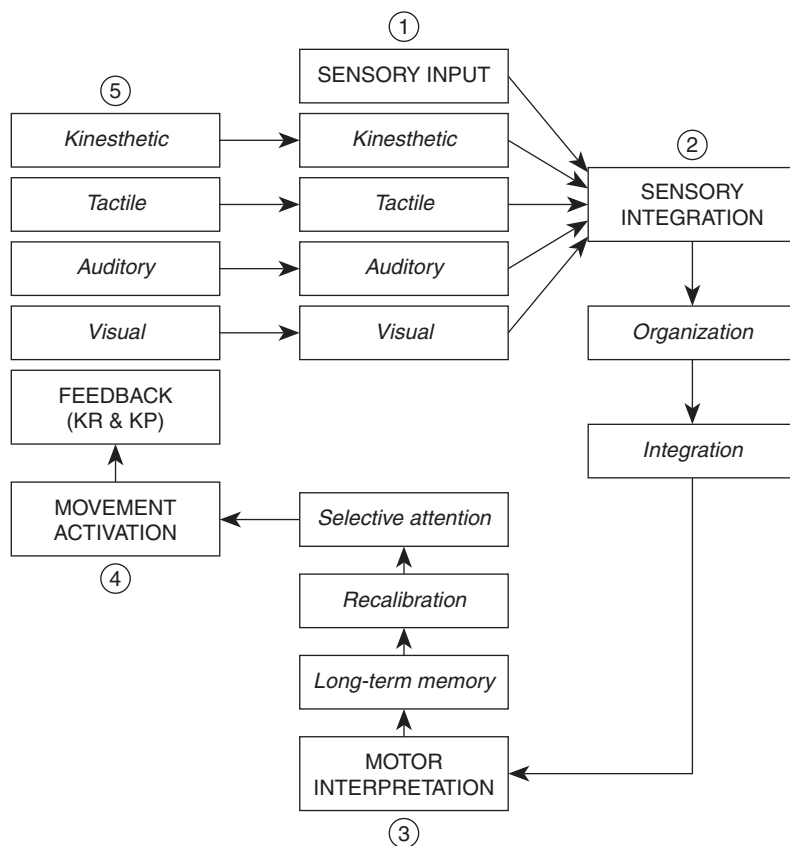 1
SENSORY INPUT
5
Kinesthetic
Kinesthetic
2
SENSORY
INTEGRATION
Tactile
Tactile
Auditory
Auditory
Visual
Visual
Organization
FEEDBACK
(KR & KP)
Integration
MOVEMENT
ACTIVATION
4
Selective attention
Recalibration
Long-term memory
MOTOR
INTERPRETATION
3